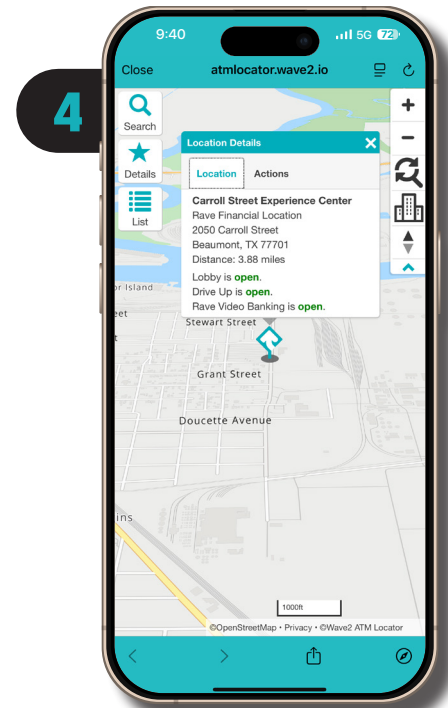 4
9:40
5G 72
Close
atmlocator.wave2.io
Search
Details
List
Location Details
Location Actions
Carroll Street Experience Center
Rave Financial Location
2050 Carroll Street
Beaumont, TX 77701
Distance: 3.88 miles
Lobby is open.
Drive Up is open.
Rave Video Banking is open.
or Island
eet
Stewart Street
t
Grant Street
Doucette Avenue
ins
1000ft
©OpenStreetMap • Privacy • ©Wave2 ATM Locator